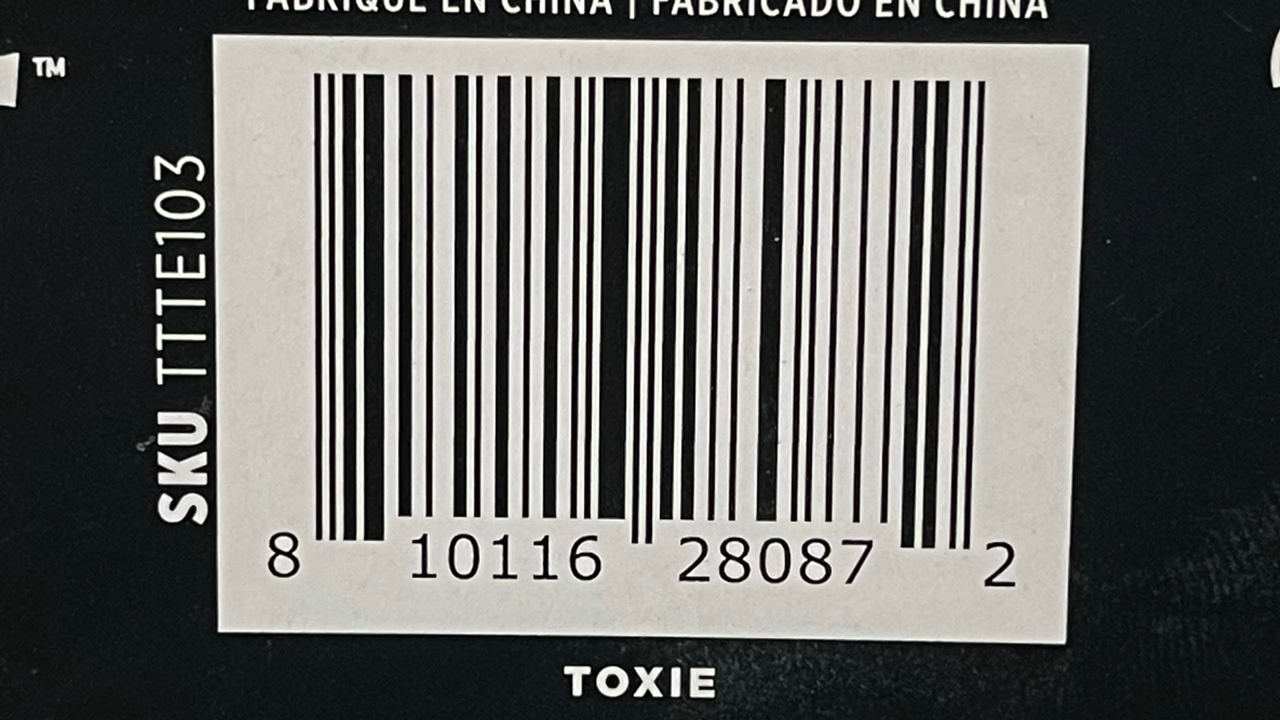 FABRIQUÉ EN CHINA | FABRICADO EN CHINA
TM
SKU TTTE103
8 10116 28087 2
TOXIE